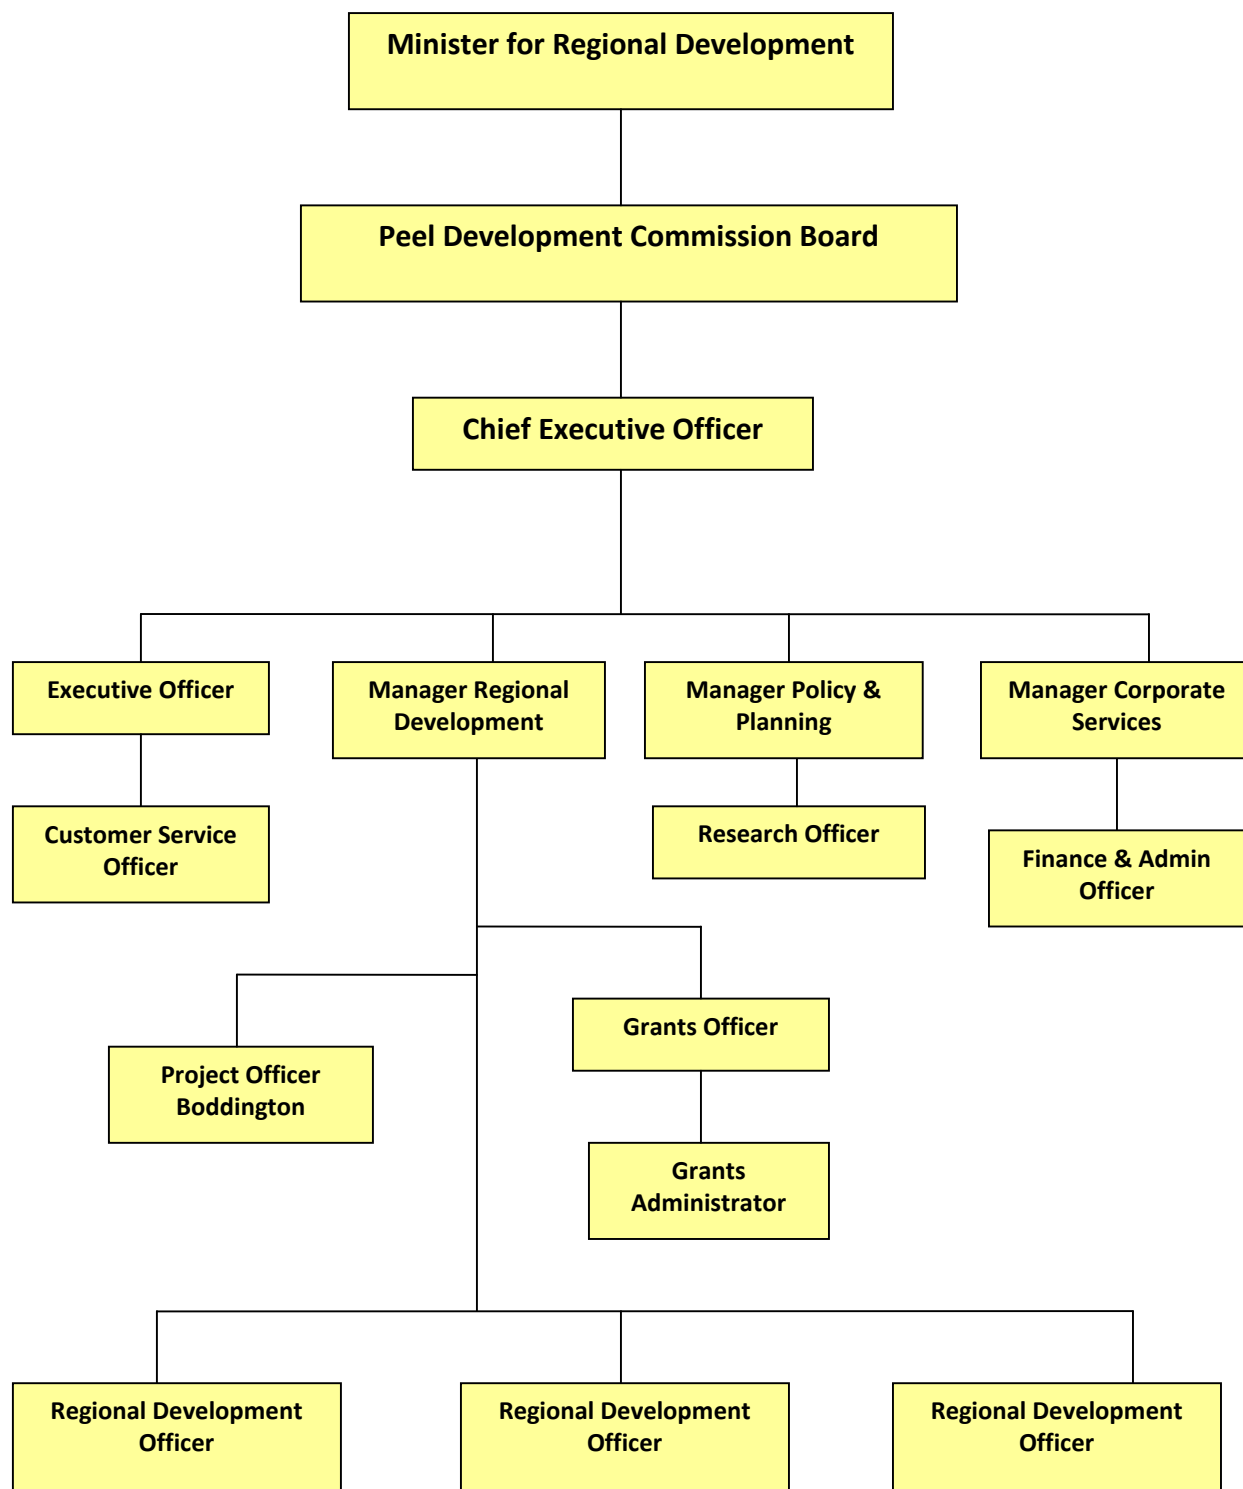 Minister for Regional Development
Peel Development Commission Board
Chief Executive Officer
Executive Officer
Manager Regional
Development
Manager Policy &
Planning
Manager Corporate
Services
Customer Service
Officer
Research Officer
Finance & Admin
Officer
Grants Officer
Project Officer
Boddington
Grants
Administrator
Regional Development
Officer
Regional Development
Officer
Regional Development
Officer